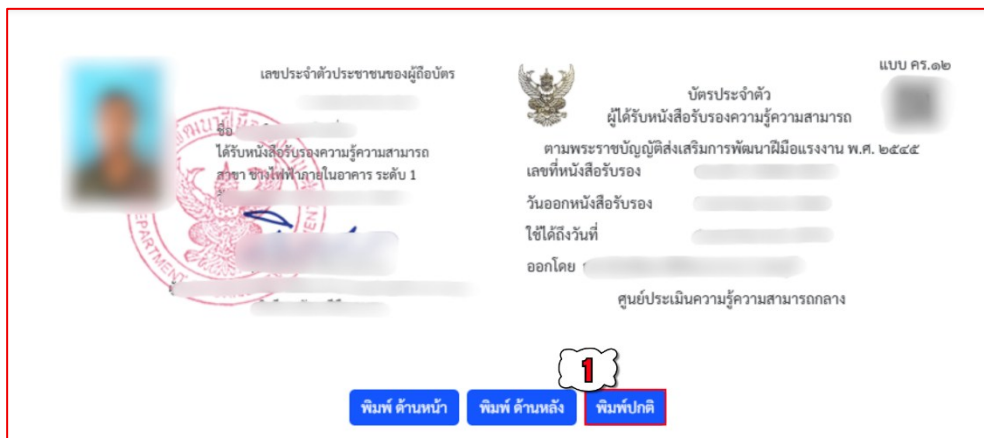 เลขประจำตัวประชาชนของผู้ถือบัตร
ชื่อ
ได้รับหนังสือรับรองความรู้ความสามารถ
สาขา ช่างไฟฟ้าภายในอาคาร ระดับ 1
แบบ คร.๑๒
บัตรประจำตัว
ผู้ได้รับหนังสือรับรองความรู้ความสามารถ
ตามพระราชบัญญัติส่งเสริมการพัฒนาฝีมือแรงงาน พ.ศ. ๒๕๔๕
เลขที่หนังสือรับรอง
วันออกหนังสือรับรอง
ใช้ได้ถึงวันที่
ออกโดย
ศูนย์ประเมินความรู้ความสามารถกลาง
1
พิมพ์ ด้านหน้า
พิมพ์ ด้านหลัง
พิมพ์ปกติ